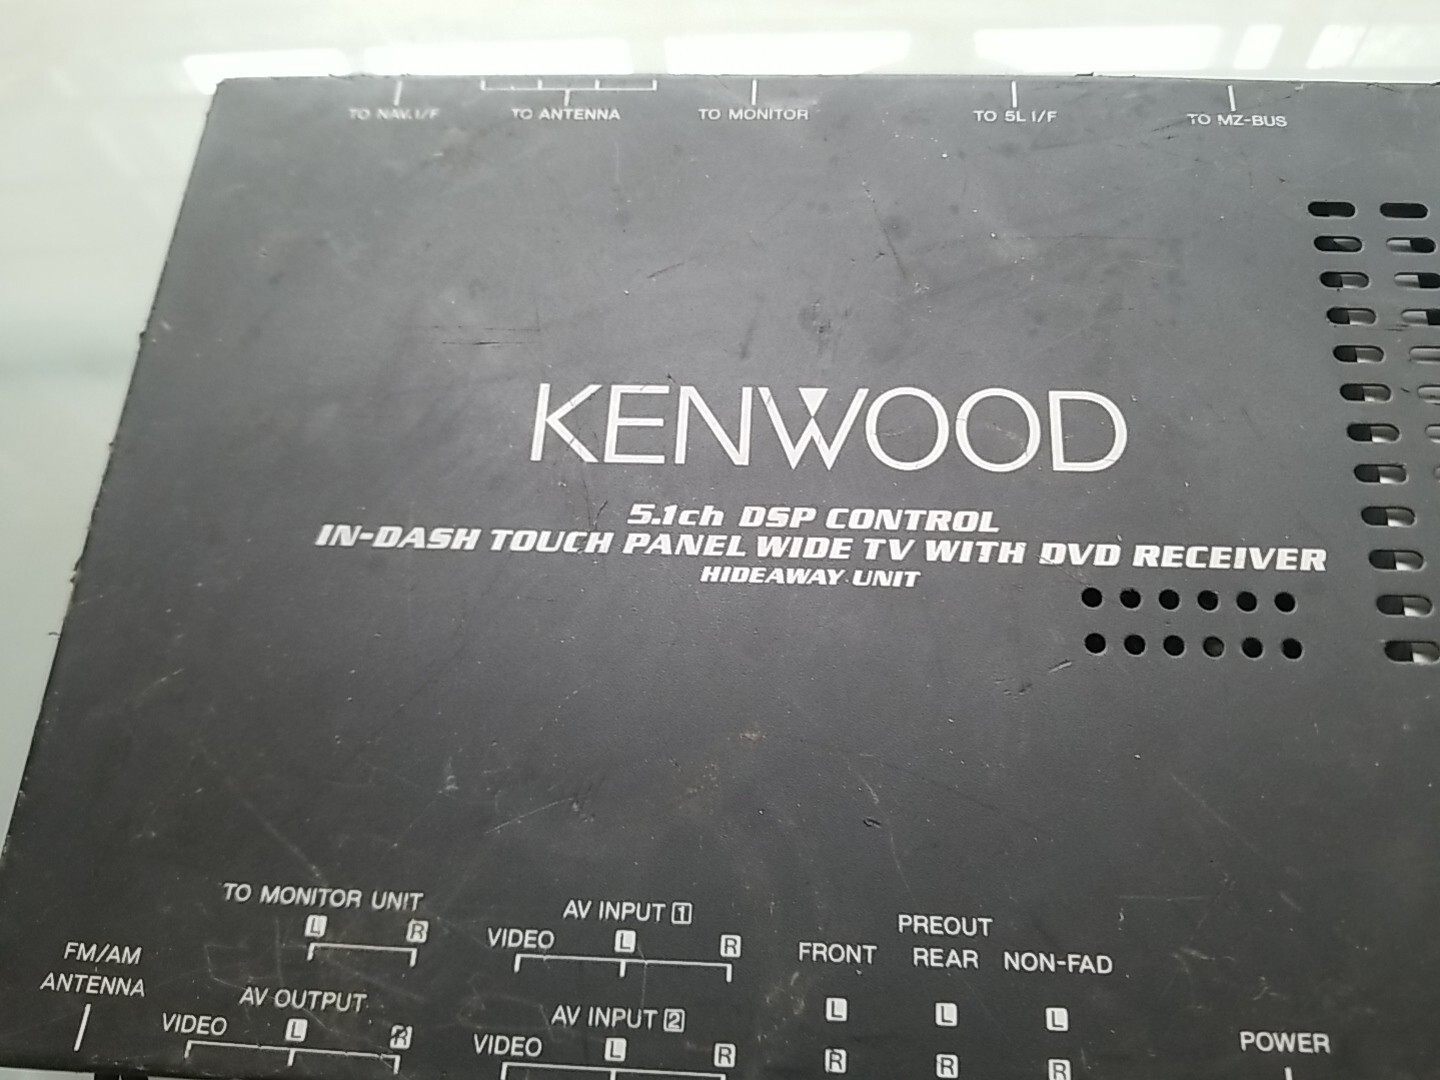 TO NAV. I/F TO ANTENNA TO MONITOR TO 5L I/F TO MZ-BUS
KENWOOD
5.1ch DSP CONTROL
IN-DASH TOUCH PANEL WIDE TV WITH DVD RECEIVER
HIDEAWAY UNIT
TO MONITOR UNIT
L R
AV INPUT 1
VIDEO L R
PREOUT
FRONT REAR NON-FAD
FM/AM
ANTENNA
AV OUTPUT
VIDEO L R
AV INPUT 2
VIDEO L R
L L L
R R R
POWER